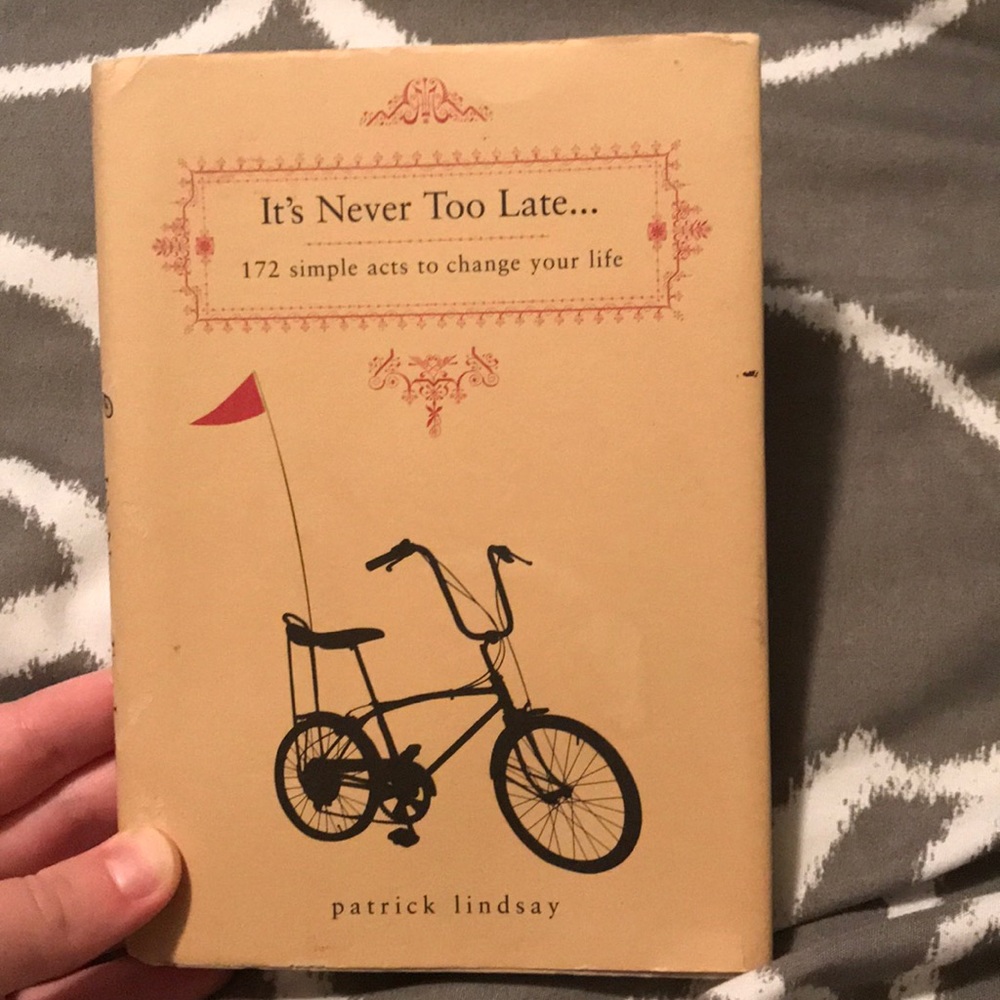 It's Never Too Late...
172 simple acts to change your life
patrick lindsay